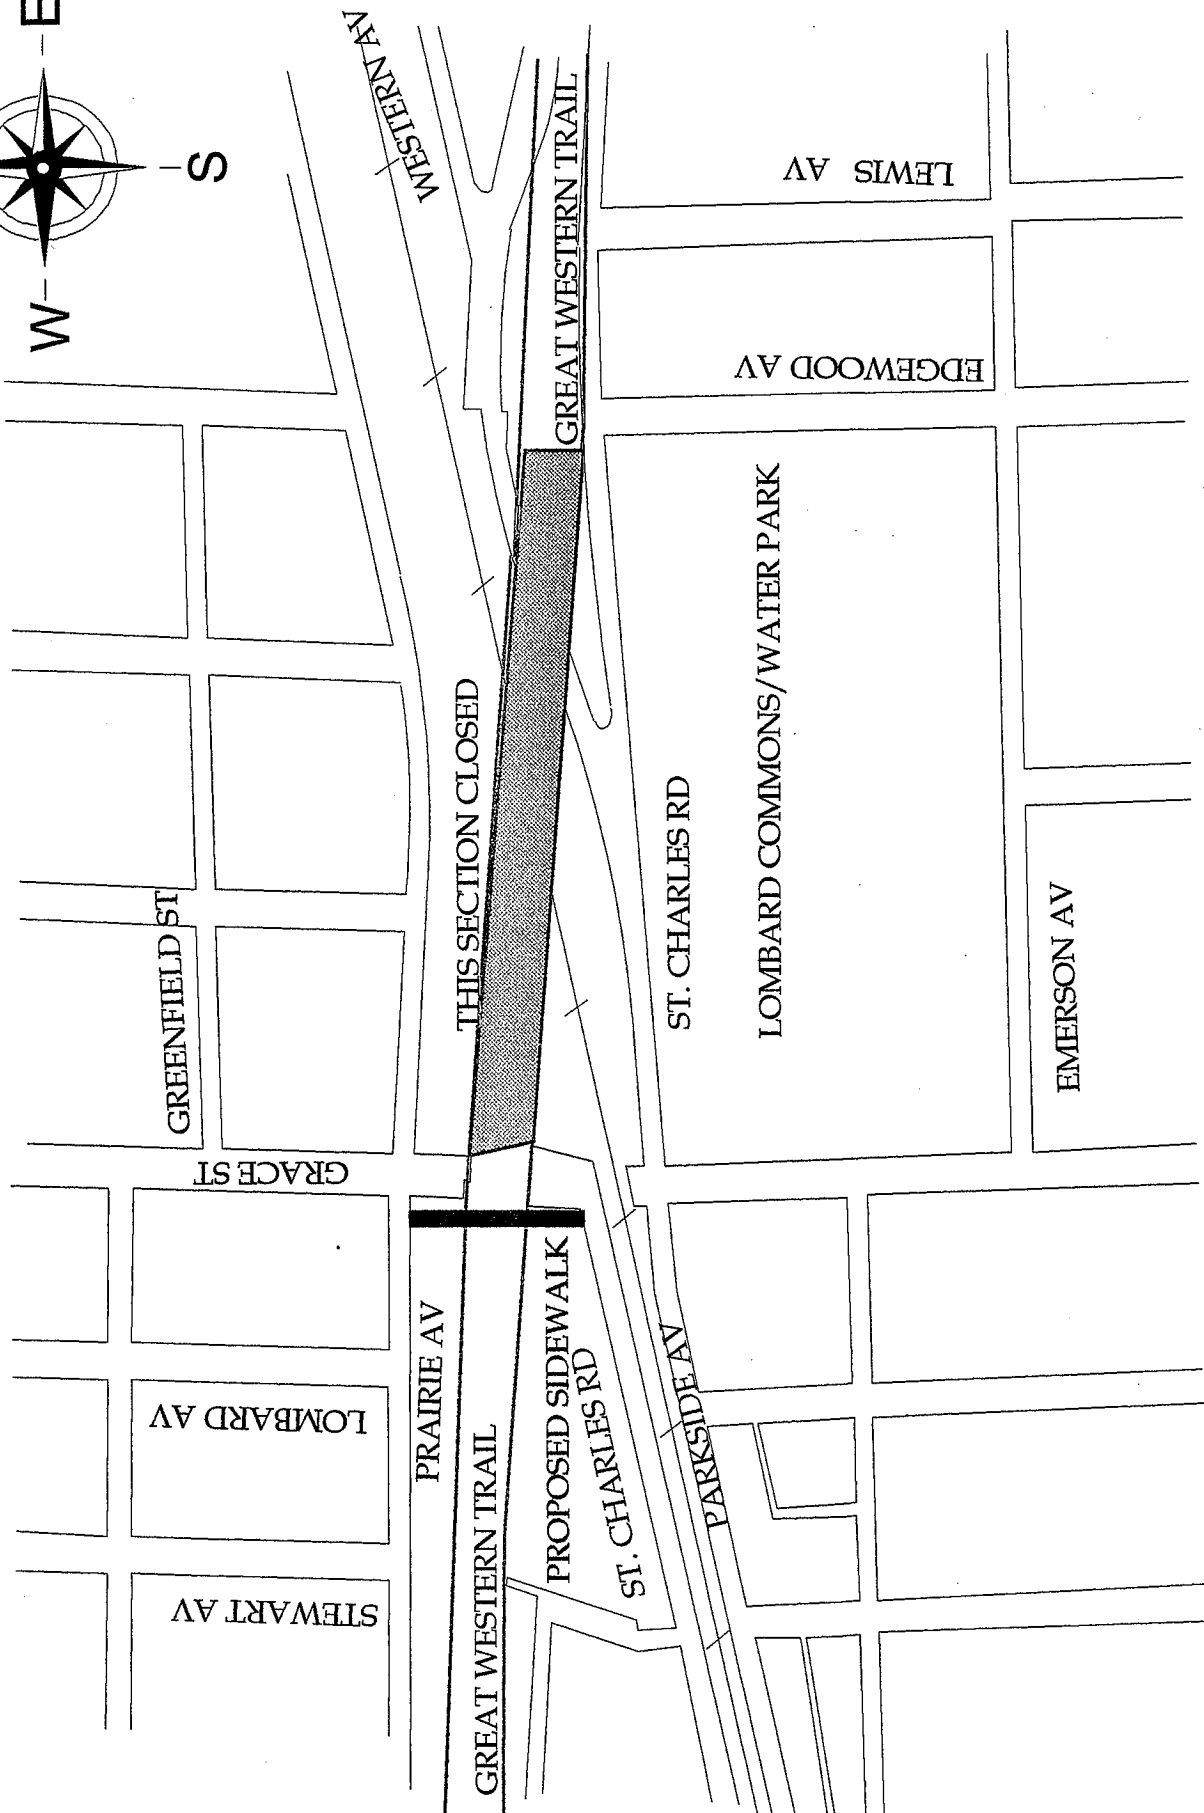 E
S
W
WESTERN AV
GREAT WESTERN TRAIL
LEWIS AV
EDGEWOOD AV
THIS SECTION CLOSED
LOMBARD COMMONS/WATER PARK
ST. CHARLES RD
GREENFIELD ST
EMERSON AV
GRACE ST
PRAIRIE AV
PROPOSED SIDEWALK
ST. CHARLES RD
PARKSIDE AV
LOMBARD AV
GREAT WESTERN TRAIL
STEWART AV